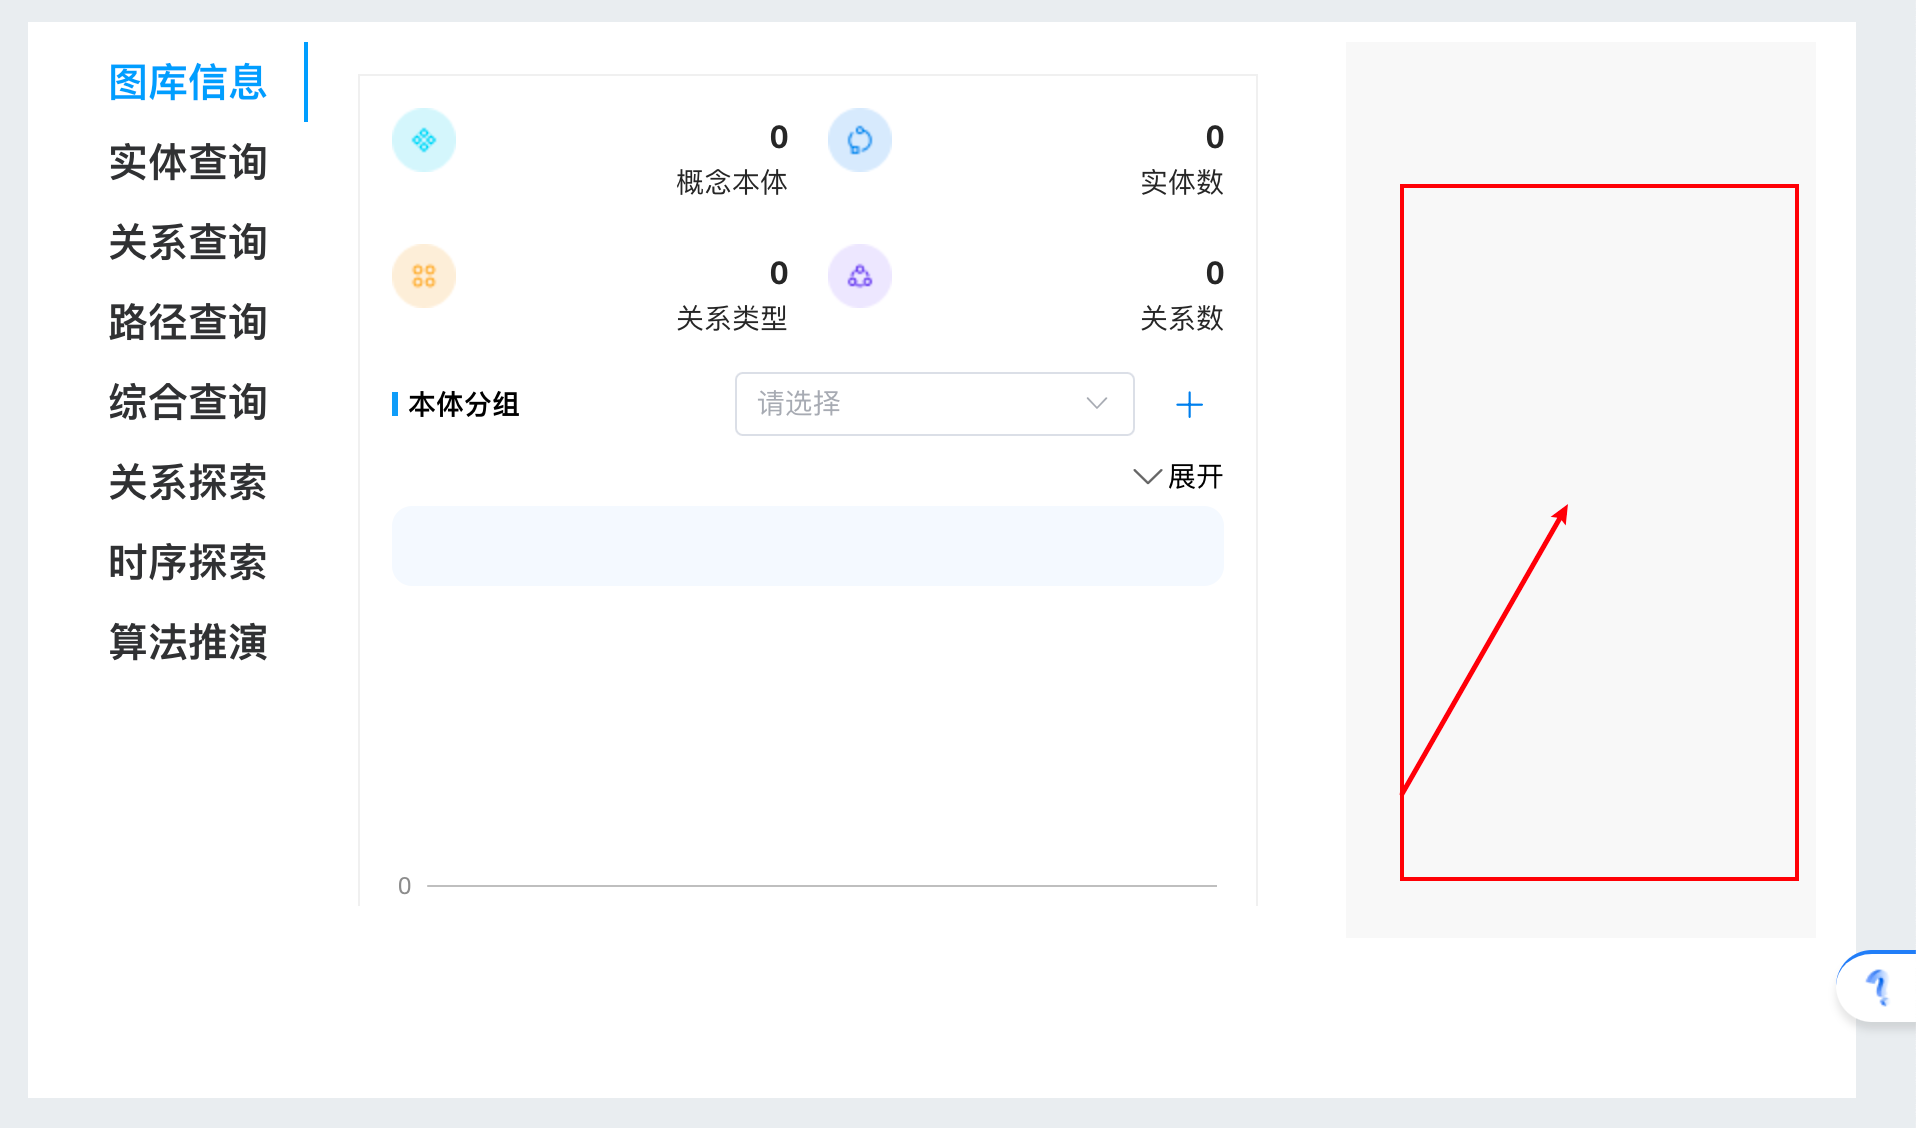 图库信息
实体查询
关系查询
路径查询
综合查询
关系探索
时序探索
算法推演
0
概念本体
0
实体数
0
关系类型
0
关系数
本体分组
请选择
展开
0